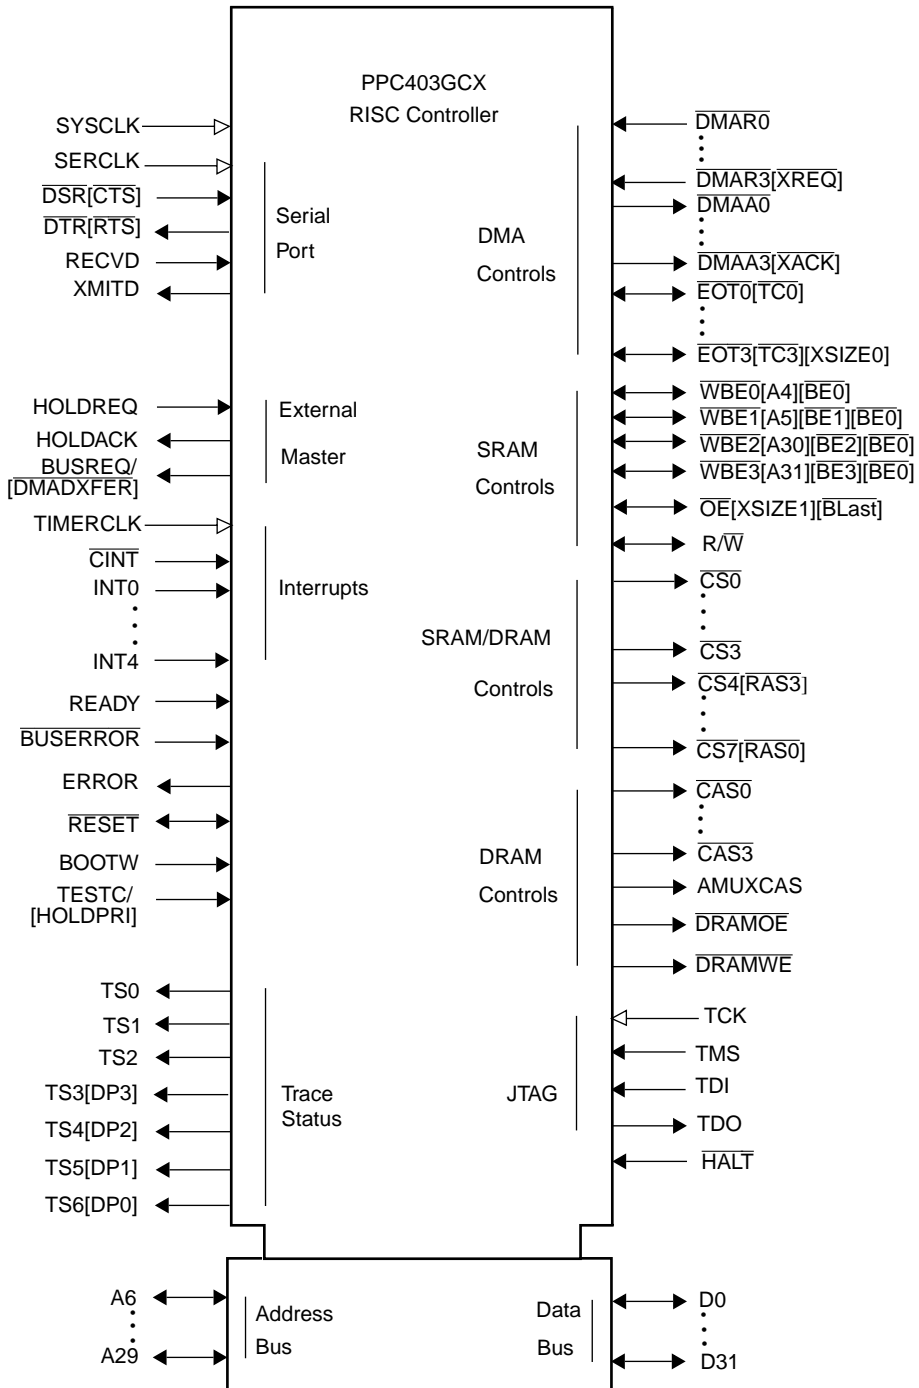 PPC403GCX
RISC Controller
SYSCLK
SERCLK
DSR[CTS]
DTR[RTS]
RECVD
XMITD
Serial
Port
HOLDREQ
HOLDACK
BUSREQ/
[DMADXFER]
External
Master
TIMERCLK
CINT
INT0
INT4
Interrupts
READY
BUSERROR
ERROR
RESET
BOOTW
TESTC/
[HOLDPRI]
TS0
TS1
TS2
TS3[DP3]
TS4[DP2]
TS5[DP1]
TS6[DP0]
Trace
Status
DMA
Controls
DMAR0
DMAR3[XREQ]
DMAA0
DMAA3[XACK]
EOT0[TC0]
EOT3[TC3][XSIZE0]
SRAM
Controls
WBE0[A4][BE0]
WBE1[A5][BE1][BE0]
WBE2[A30][BE2][BE0]
WBE3[A31][BE3][BE0]
OE[XSIZE1][BLast]
R/W
SRAM/DRAM
Controls
CS0
CS3
CS4[RAS3]
CS7[RAS0]
DRAM
Controls
CAS0
CAS3
AMUXCAS
DRAMOE
DRAMWE
JTAG
TCK
TMS
TDI
TDO
HALT
A6
A29
Address
Bus
Data
Bus
D0
D31